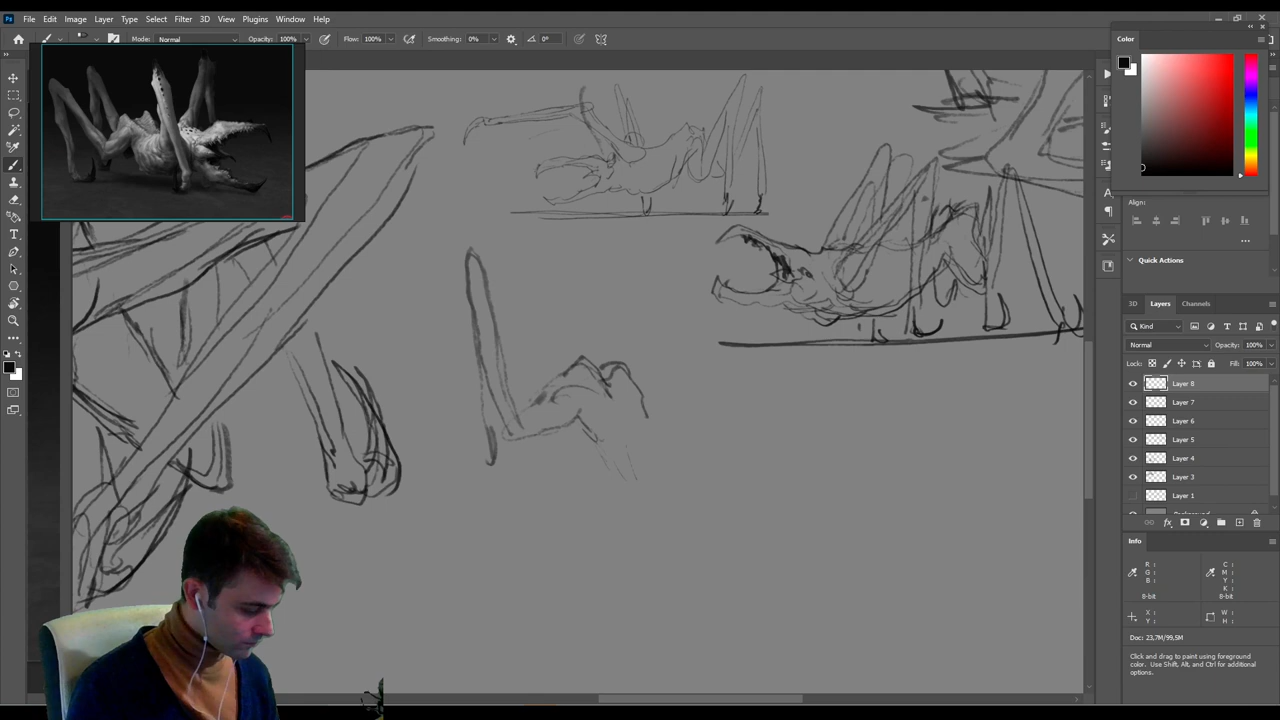 Ps File Edit Image Layer Type Select Filter 3D View Plugins Window Help
Mode: Normal Opacity: 100% Flow: 100% Smoothing: 0% 0°
Color
Align:
Quick Actions
3D Layers Channels
Kind
Normal Opacity: 100%
Lock: Fill: 100%
Layer 8
Layer 7
Layer 6
Layer 5
Layer 4
Layer 3
Layer 1
Background
Info
R : C :
G : M :
B : Y :
K :
8-bit 8-bit
X : W :
Y : H :
Doc: 23,7M/99,5M
Click and drag to paint using foreground
color. Use Shift, Alt, and Ctrl for additional
options.